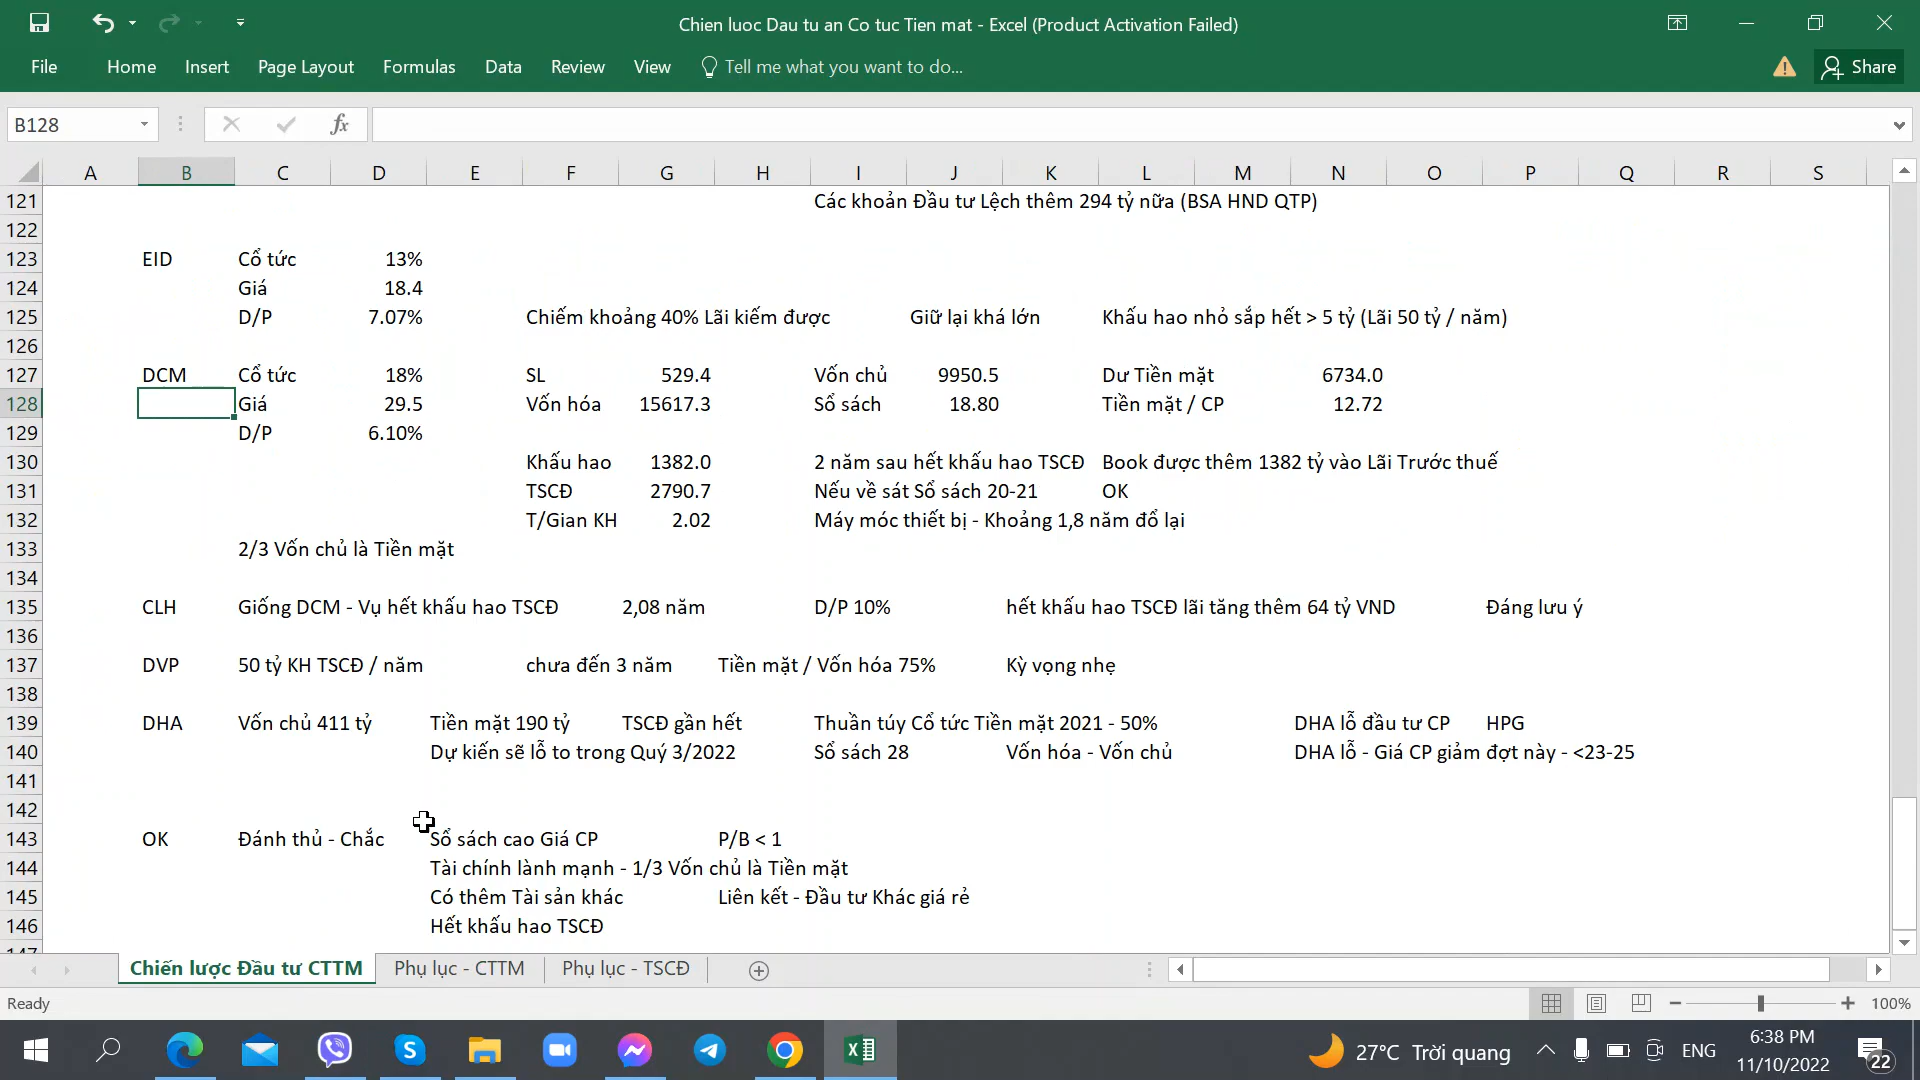 Chien luoc Dau tu an Co tuc Tien mat - Excel (Product Activation Failed)
File Home Insert Page Layout Formulas Data Review View Tell me what you want to do... Share
B128 fx
A B C D E F G H I J K L M N O P Q R S
121 Các khoản Đầu tư Lệch thêm 294 tỷ nữa (BSA HND QTP)
122
123 EID Cổ tức 13%
124 Giá 18.4
125 D/P 7.07% Chiếm khoảng 40% Lãi kiếm được Giữ lại khá lớn Khấu hao nhỏ sắp hết > 5 tỷ (Lãi 50 tỷ / năm)
126
127 DCM Cổ tức 18% SL 529.4 Vốn chủ 9950.5 Dư Tiền mặt 6734.0
128 Giá 29.5 Vốn hóa 15617.3 Sổ sách 18.80 Tiền mặt / CP 12.72
129 D/P 6.10%
130 Khấu hao 1382.0 2 năm sau hết khấu hao TSCĐ Book được thêm 1382 tỷ vào Lãi Trước thuế
131 TSCĐ 2790.7 Nếu về sát Sổ sách 20-21 OK
132 T/Gian KH 2.02 Máy móc thiết bị - Khoảng 1,8 năm đổ lại
133 2/3 Vốn chủ là Tiền mặt
134
135 CLH Giống DCM - Vụ hết khấu hao TSCĐ 2,08 năm D/P 10% hết khấu hao TSCĐ lãi tăng thêm 64 tỷ VND Đáng lưu ý
136
137 DVP 50 tỷ KH TSCĐ / năm chưa đến 3 năm Tiền mặt / Vốn hóa 75% Kỳ vọng nhẹ
138
139 DHA Vốn chủ 411 tỷ Tiền mặt 190 tỷ TSCĐ gần hết Thuần túy Cổ tức Tiền mặt 2021 - 50% DHA lỗ đầu tư CP HPG
140 Dự kiến sẽ lỗ to trong Quý 3/2022 Sổ sách 28 Vốn hóa - Vốn chủ DHA lỗ - Giá CP giảm đợt này - <23-25
141
142
143 OK Đánh thủ - Chắc Sổ sách cao Giá CP P/B < 1
144 Tài chính lành mạnh - 1/3 Vốn chủ là Tiền mặt
145 Có thêm Tài sản khác Liên kết - Đầu tư Khác giá rẻ
146 Hết khấu hao TSCĐ
147
Chiến lược Đầu tư CTTM Phụ lục - CTTM Phụ lục - TSCĐ
Ready 100%
27°C Trời quang ENG 6:38 PM
11/10/2022 22